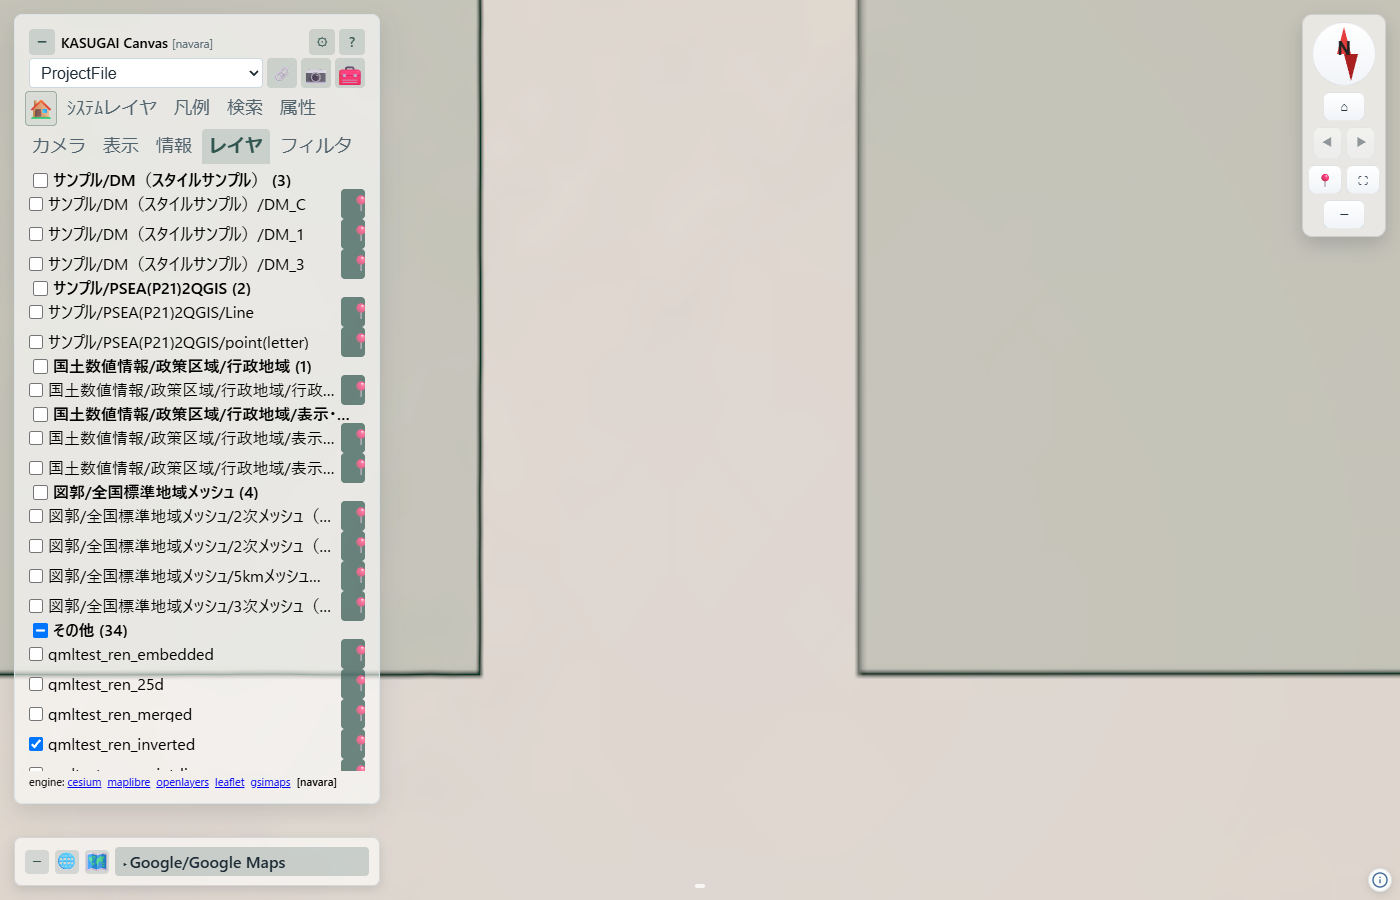 − KASUGAI Canvas [navara] ?
ProjectFile
ｼｽﾃﾑレイヤ 凡例 検索 属性
カメラ 表示 情報 レイヤ フィルタ
サンプル/DM（スタイルサンプル） (3)
サンプル/DM（スタイルサンプル）/DM_C
サンプル/DM（スタイルサンプル）/DM_1
サンプル/DM（スタイルサンプル）/DM_3
サンプル/PSEA(P21)2QGIS (2)
サンプル/PSEA(P21)2QGIS/Line
サンプル/PSEA(P21)2QGIS/point(letter)
国土数値情報/政策区域/行政地域 (1)
国土数値情報/政策区域/行政地域/行政...
国土数値情報/政策区域/行政地域/表示・...
国土数値情報/政策区域/行政地域/表示...
国土数値情報/政策区域/行政地域/表示...
図郭/全国標準地域メッシュ (4)
図郭/全国標準地域メッシュ/2次メッシュ（...
図郭/全国標準地域メッシュ/2次メッシュ（...
図郭/全国標準地域メッシュ/5kmメッシュ...
図郭/全国標準地域メッシュ/3次メッシュ（...
その他 (34)
qmltest_ren_embedded
qmltest_ren_25d
qmltest_ren_merged
qmltest_ren_inverted
engine: cesium maplibre openlayers leaflet gsimaps [navara]
− Google/Google Maps
N